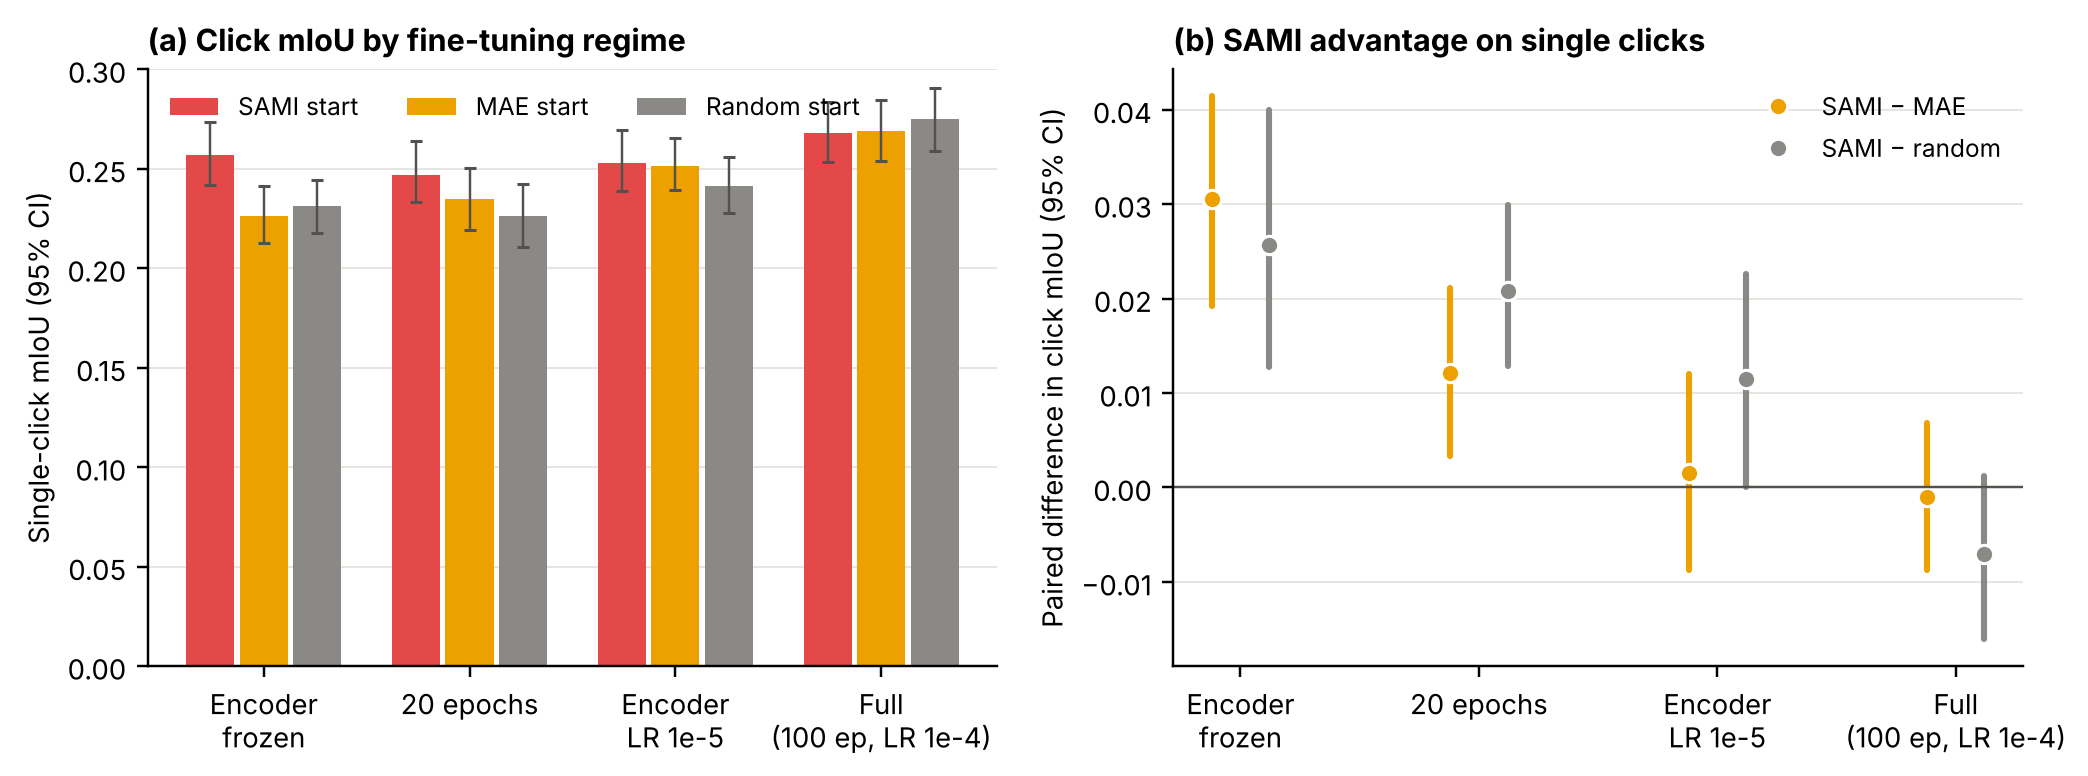 (a) Click mIoU by fine-tuning regime
Single-click mIoU (95% CI)
0.30
0.25
0.20
0.15
0.10
0.05
0.00
SAMI start
MAE start
Random start
Encoder
frozen
20 epochs
Encoder
LR 1e-5
Full
(100 ep, LR 1e-4)
(b) SAMI advantage on single clicks
Paired difference in click mIoU (95% CI)
0.04
0.03
0.02
0.01
0.00
−0.01
SAMI − MAE
SAMI − random
Encoder
frozen
20 epochs
Encoder
LR 1e-5
Full
(100 ep, LR 1e-4)